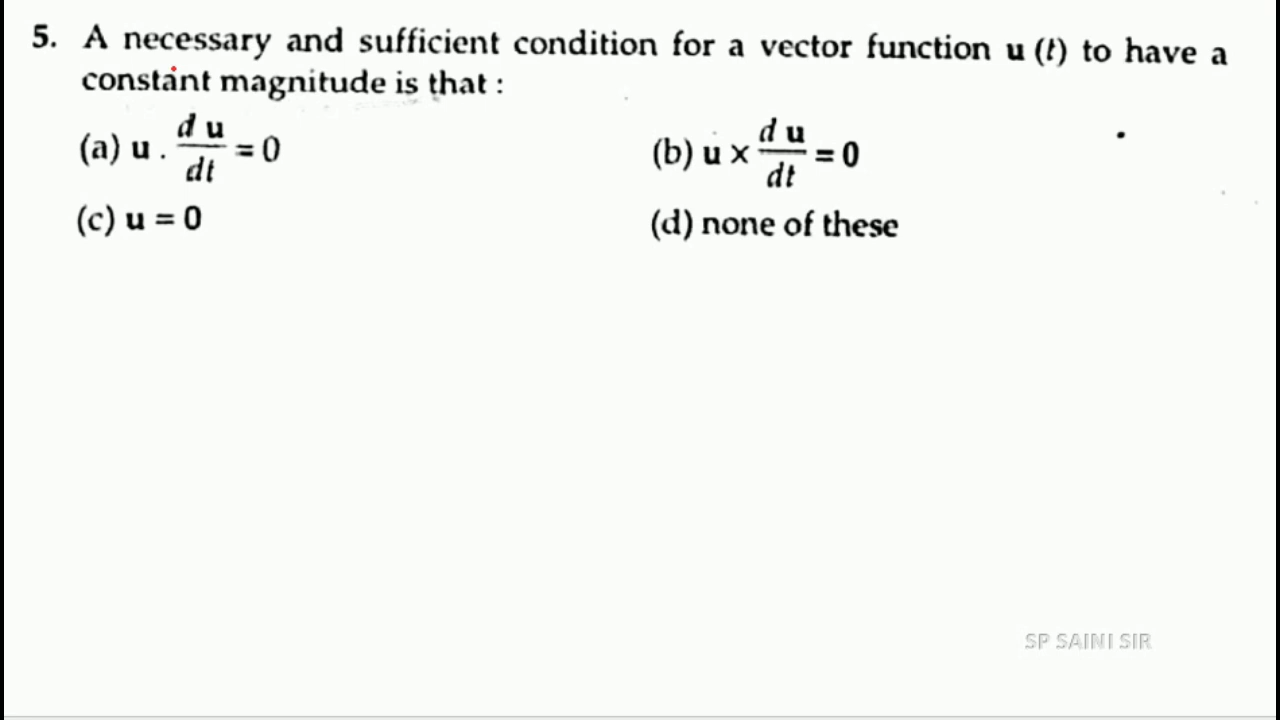 5. A necessary and sufficient condition for a vector function u (t) to have a
constant magnitude is that :
(a) u . du/dt = 0 (b) u × du/dt = 0
(c) u = 0 (d) none of these
SP SAINI SIR